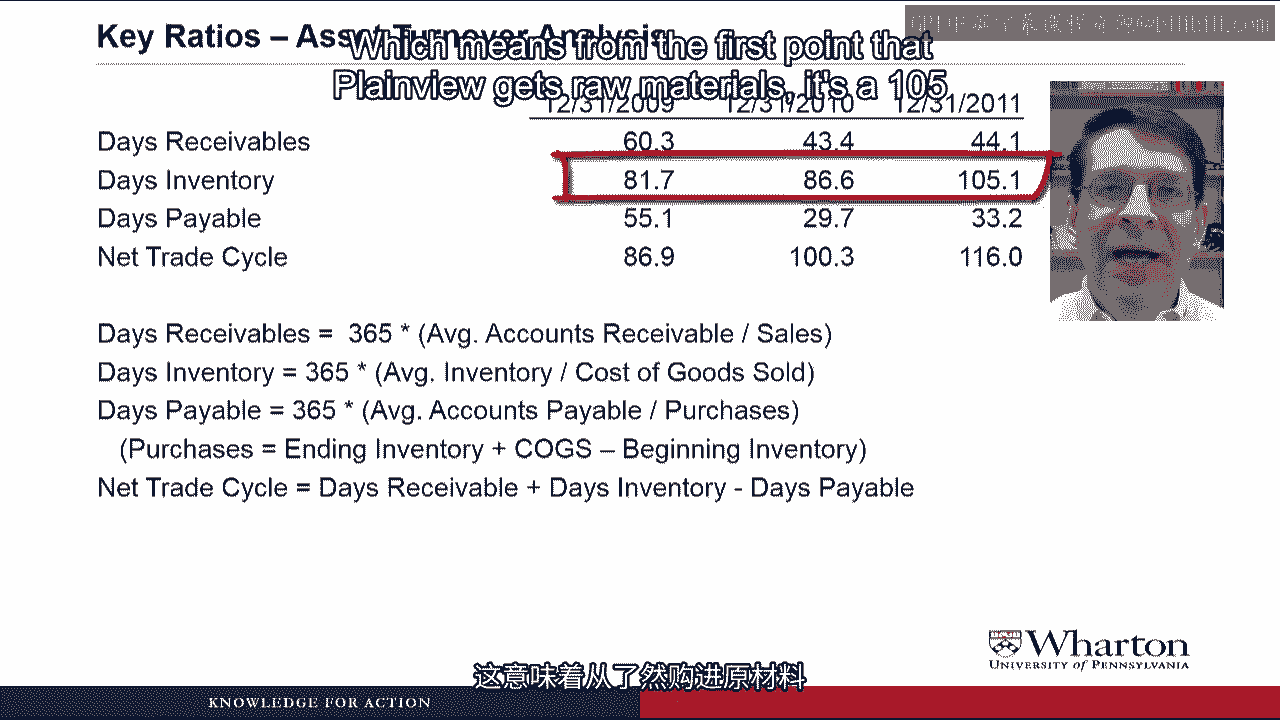 Key Ratios – Asset Turnover Analysis
Which means from the first point that
Plainview gets raw materials, it's a 105
12/31/2009 12/31/2010 12/31/2011
Days Receivables 60.3 43.4 44.1
Days Inventory 81.7 86.6 105.1
Days Payable 55.1 29.7 33.2
Net Trade Cycle 86.9 100.3 116.0
Days Receivables = 365 * (Avg. Accounts Receivable / Sales)
Days Inventory = 365 * (Avg. Inventory / Cost of Goods Sold)
Days Payable = 365 * (Avg. Accounts Payable / Purchases)
(Purchases = Ending Inventory + COGS – Beginning Inventory)
Net Trade Cycle = Days Receivable + Days Inventory - Days Payable
Wharton
UNIVERSITY of PENNSYLVANIA
这意味着从了然购进原材料
KNOWLEDGE FOR ACTION